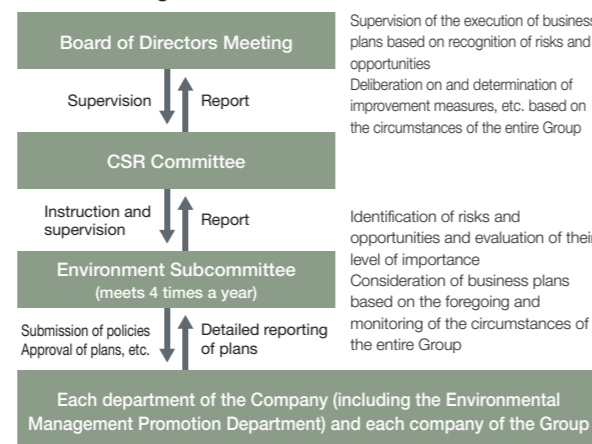 Board of Directors Meeting
Supervision of the execution of business
plans based on recognition of risks and
opportunities
Deliberation on and determination of
improvement measures, etc. based on
the circumstances of the entire Group
Supervision
Report
CSR Committee
Instruction and
supervision
Report
Environment Subcommittee
(meets 4 times a year)
Identification of risks and
opportunities and evaluation of their
level of importance
Consideration of business plans
based on the foregoing and
monitoring of the circumstances of
the entire Group
Submission of policies
Approval of plans, etc.
Detailed reporting
of plans
Each department of the Company (including the Environmental
Management Promotion Department) and each company of the Group